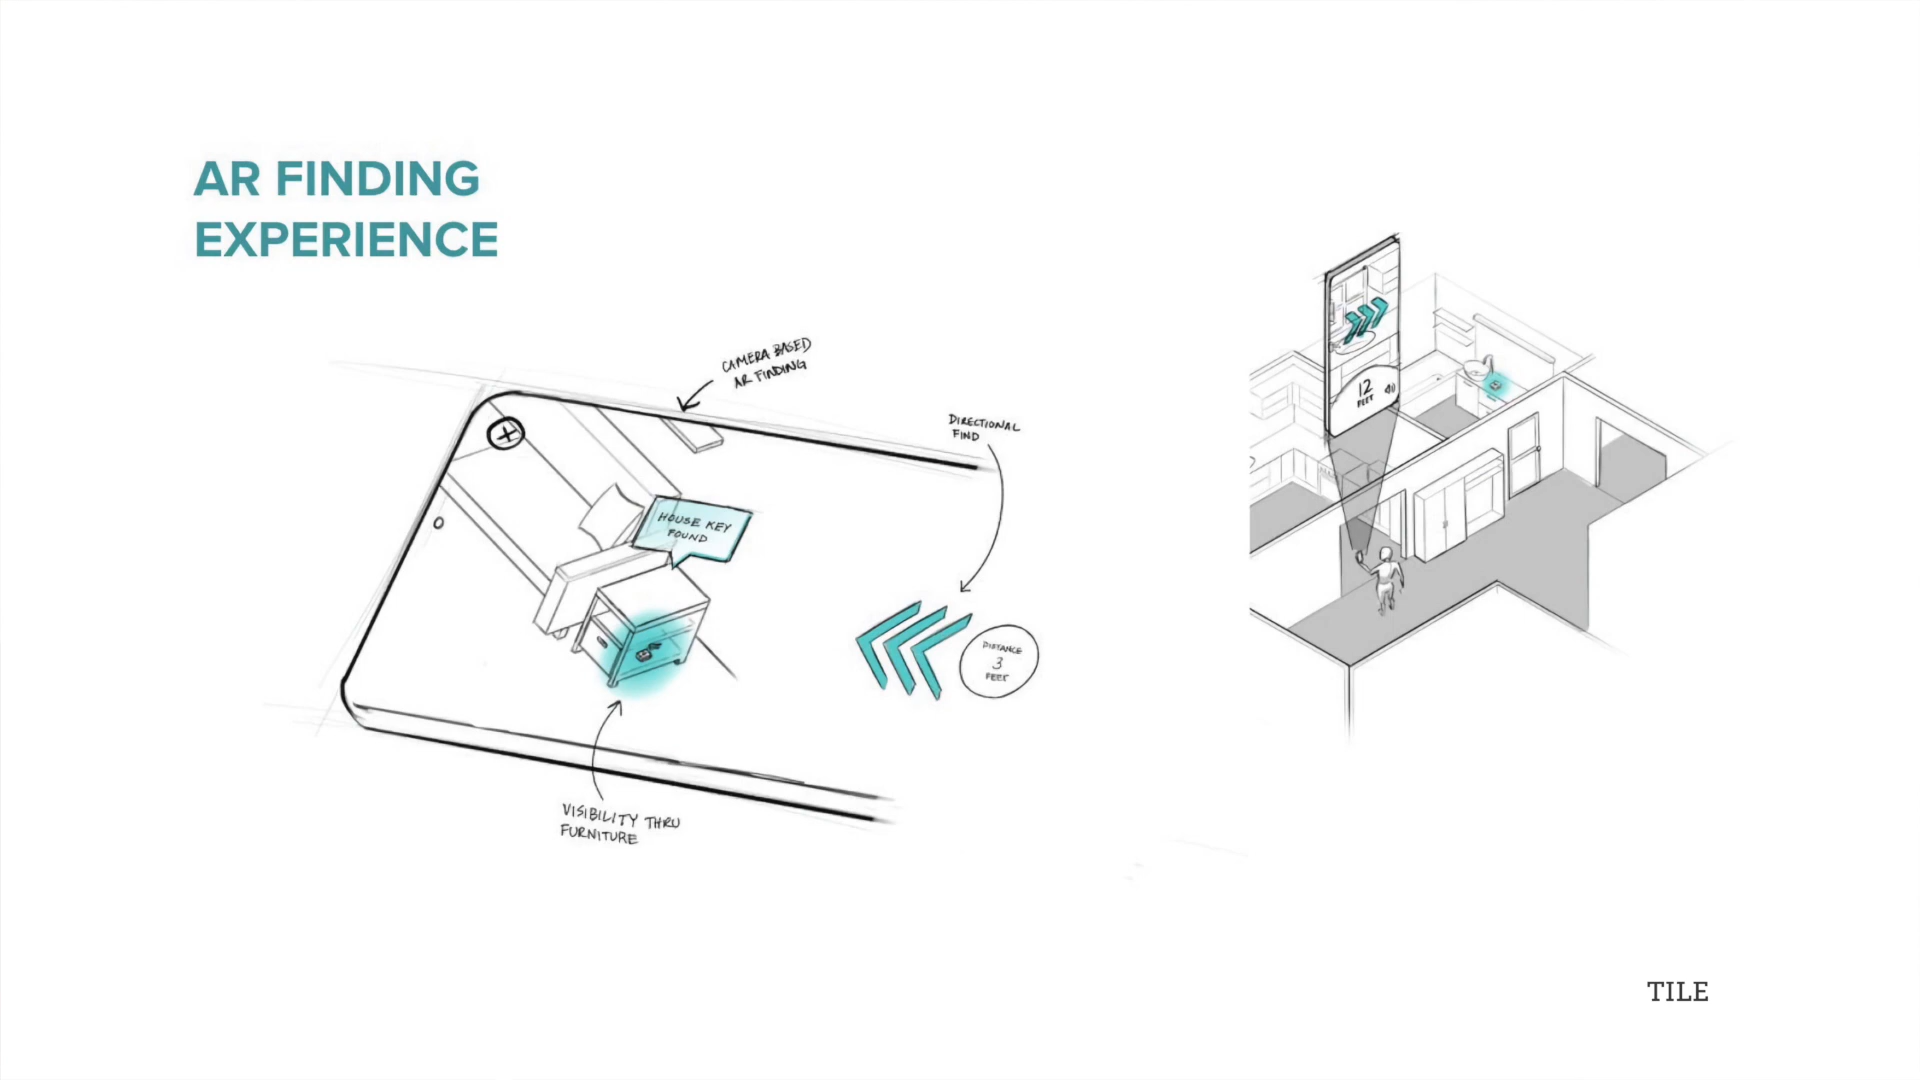 AR FINDING
EXPERIENCE
CAMERA BASED
AR FINDING
DIRECTIONAL
FIND
HOUSE KEY
FOUND
DISTANCE
3
FEET
12
FEET
VISIBILITY THRU
FURNITURE
TILE